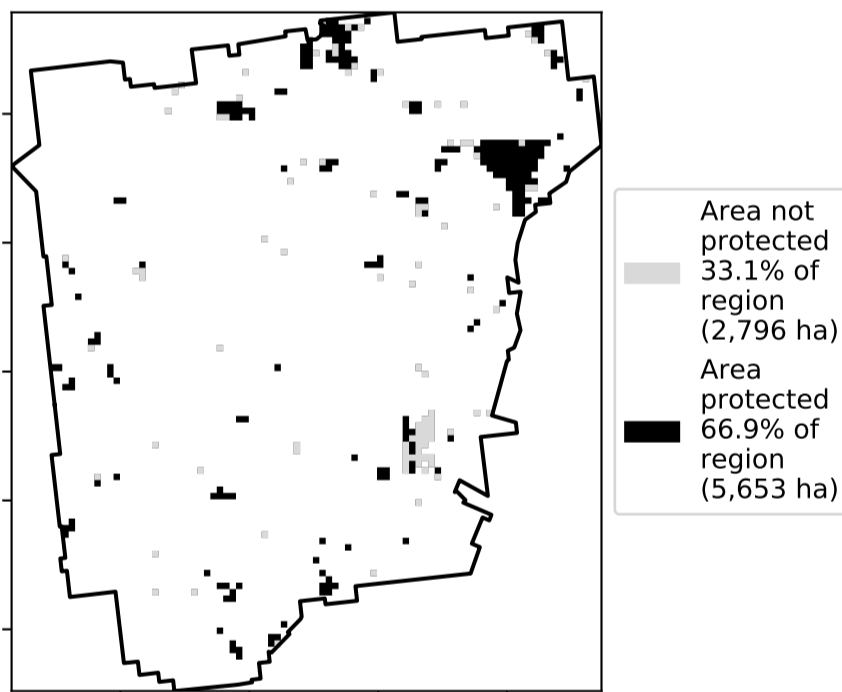 Area not
protected
33.1% of
region
(2,796 ha)
Area
protected
66.9% of
region
(5,653 ha)